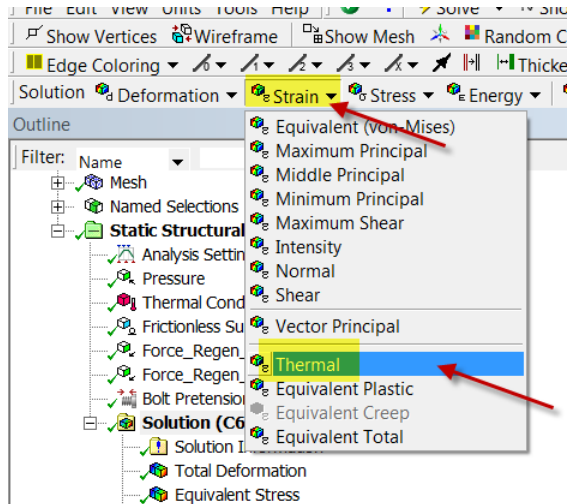 File Edit View Units Tools Help Solve
Show Vertices Wireframe Show Mesh Random C
Edge Coloring Thicke
Solution Deformation Strain Stress Energy
Outline
Filter: Name
Mesh
Named Selections
Static Structural
Analysis Settin
Pressure
Thermal Cond
Frictionless Su
Force_Regen_
Force_Regen_
Bolt Pretension
Solution (C6
Solution Information
Total Deformation
Equivalent Stress
Equivalent (von-Mises)
Maximum Principal
Middle Principal
Minimum Principal
Maximum Shear
Intensity
Normal
Shear
Vector Principal
Thermal
Equivalent Plastic
Equivalent Creep
Equivalent Total